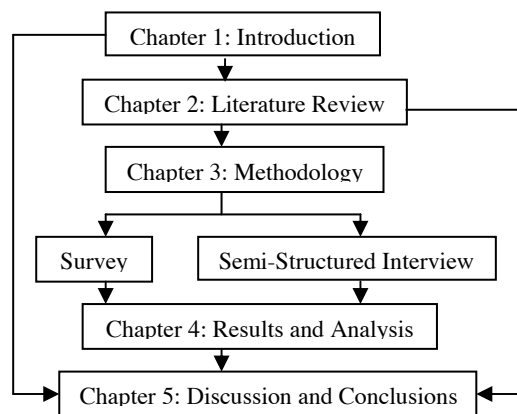 Chapter 1: Introduction
Chapter 2: Literature Review
Chapter 3: Methodology
Survey
Semi-Structured Interview
Chapter 4: Results and Analysis
Chapter 5: Discussion and Conclusions